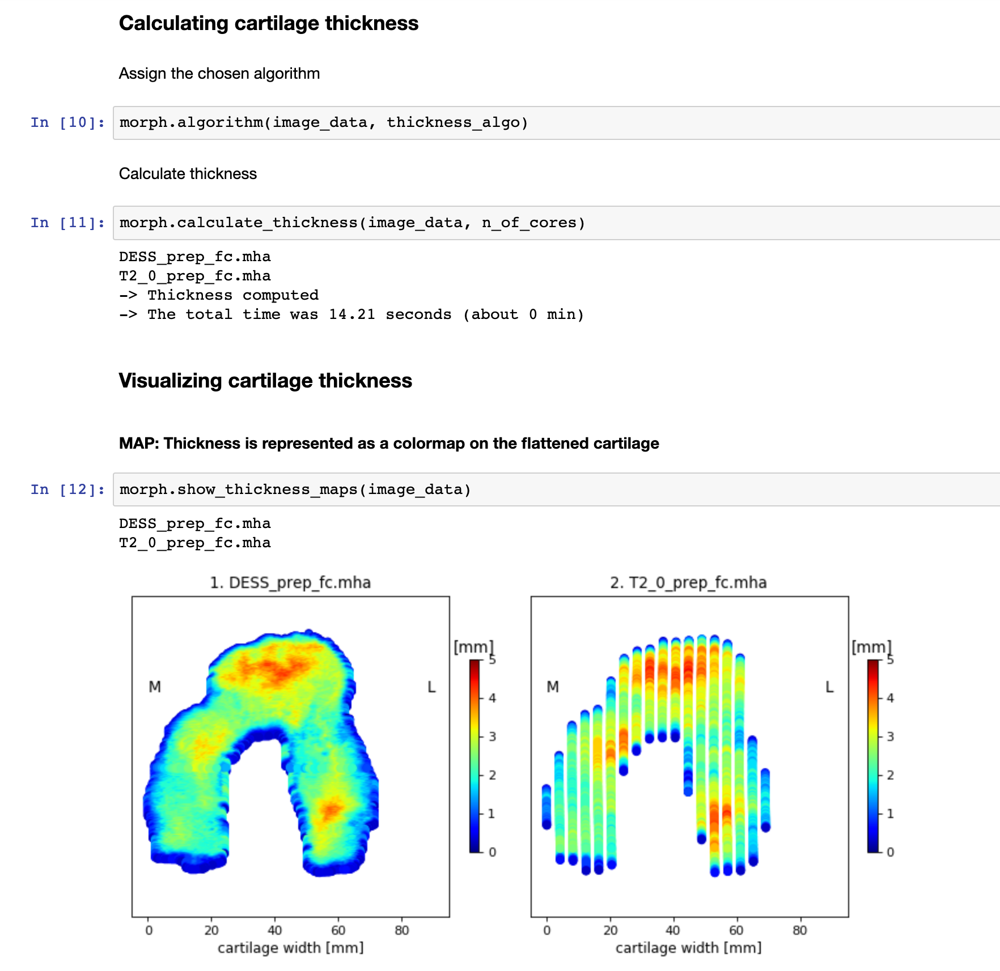 Calculating cartilage thickness
Assign the chosen algorithm
In [10]: morph.algorithm(image_data, thickness_algo)
Calculate thickness
In [11]: morph.calculate_thickness(image_data, n_of_cores)
DESS_prep_fc.mha
T2_0_prep_fc.mha
-> Thickness computed
-> The total time was 14.21 seconds (about 0 min)
Visualizing cartilage thickness
MAP: Thickness is represented as a colormap on the flattened cartilage
In [12]: morph.show_thickness_maps(image_data)
DESS_prep_fc.mha
T2_0_prep_fc.mha
1. DESS_prep_fc.mha
M
L
[mm]
5
4
3
2
1
0
0 20 40 60 80
cartilage width [mm]
2. T2_0_prep_fc.mha
M
L
[mm]
5
4
3
2
1
0
0 20 40 60 80
cartilage width [mm]